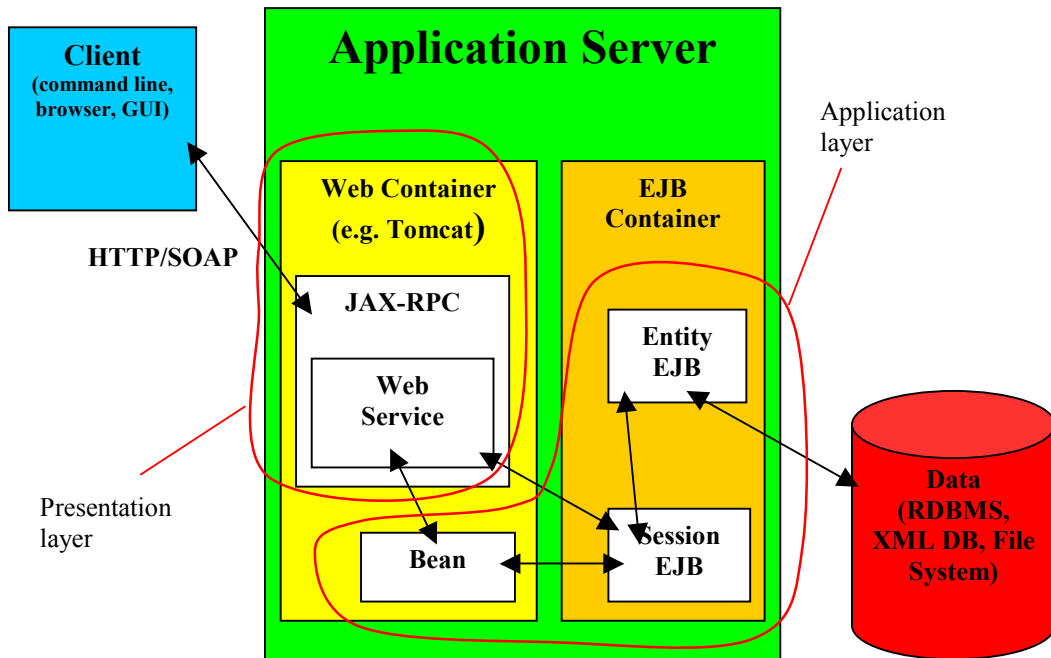 Application Server
Client
(command line,
browser, GUI)
Application
layer
Web Container
(e.g. Tomcat)
EJB
Container
HTTP/SOAP
JAX-RPC
Entity
EJB
Web
Service
Data
(RDBMS,
XML DB, File
System)
Presentation
layer
Bean
Session
EJB